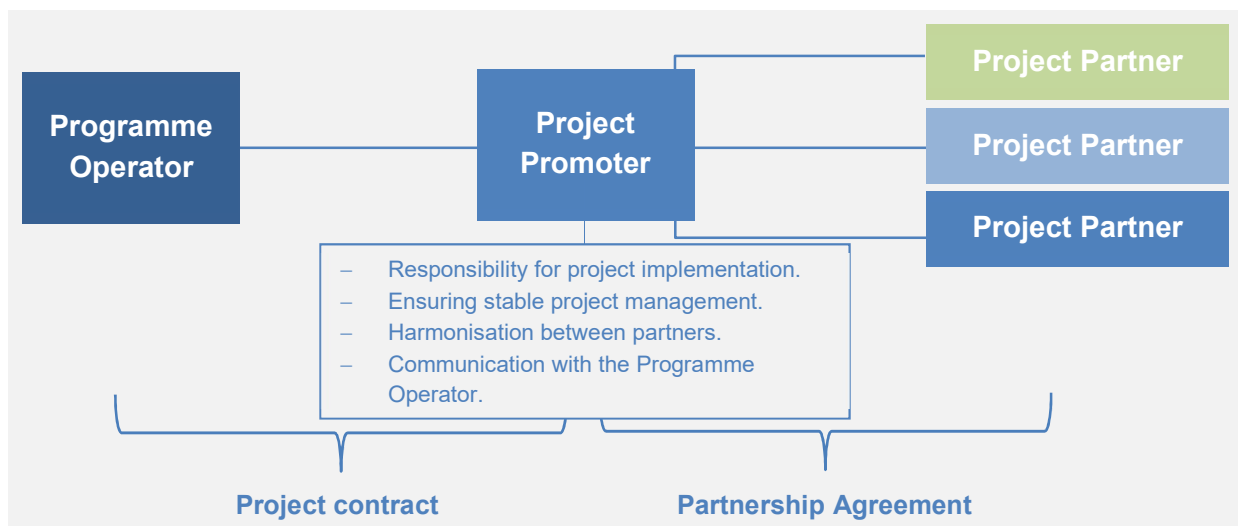 Programme
Operator
Project
Promoter
Project Partner
Project Partner
Project Partner
– Responsibility for project implementation.
– Ensuring stable project management.
– Harmonisation between partners.
– Communication with the Programme
Operator.
Project contract
Partnership Agreement